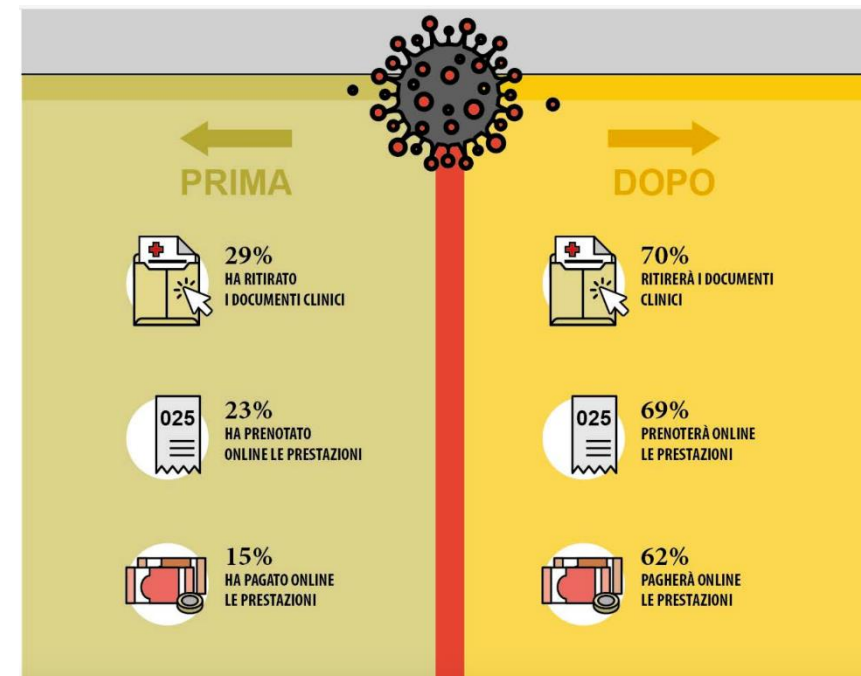 PRIMA
29%
HA RITIRATO
I DOCUMENTI CLINICI
025
23%
HA PRENOTATO
ONLINE LE PRESTAZIONI
15%
HA PAGATO ONLINE
LE PRESTAZIONI
DOPO
70%
RITIRERÀ I DOCUMENTI
CLINICI
025
69%
PRENOTERÀ ONLINE
LE PRESTAZIONI
62%
PAGHERÀ ONLINE
LE PRESTAZIONI